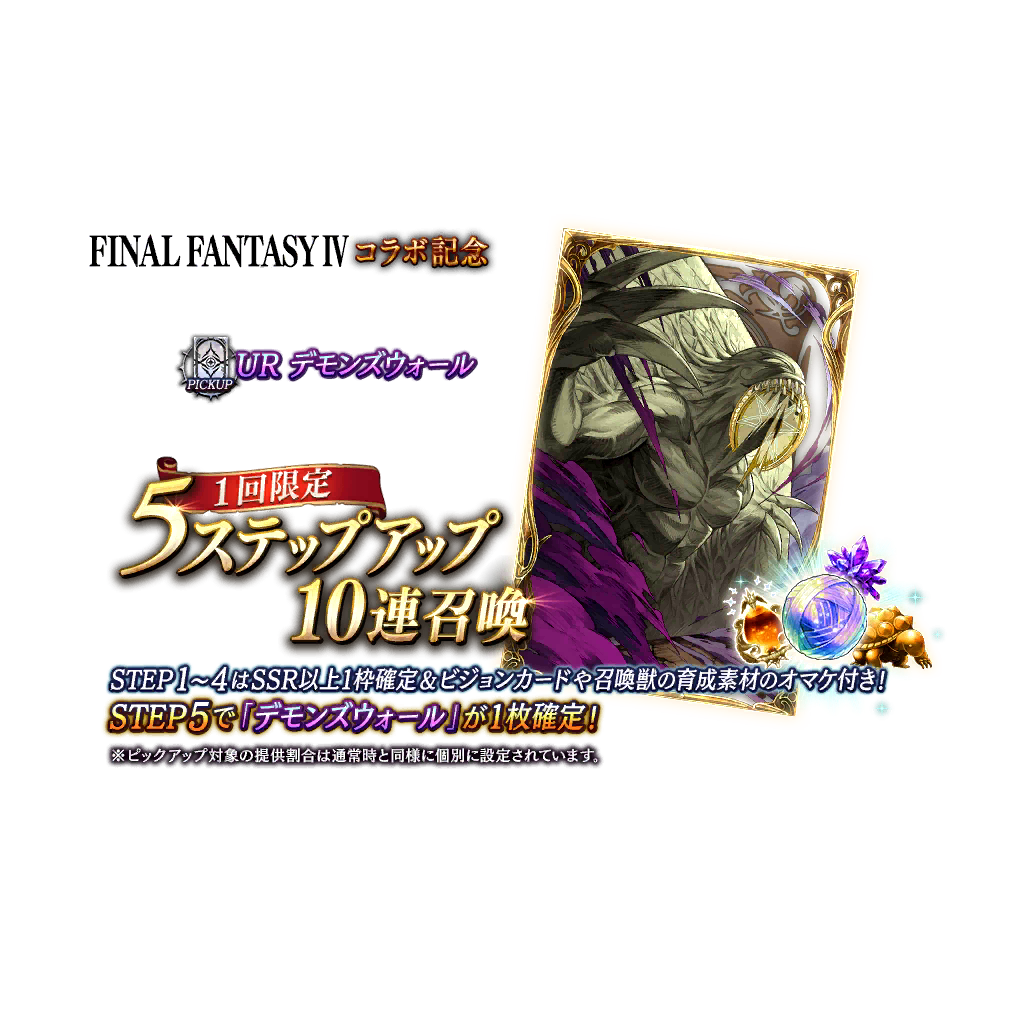 FINAL FANTASY IV コラボ記念
PICKUP UR デモンズウォール
1回限定
5ステップアップ
10連召喚
STEP1~4はSSR以上1枠確定&ビジョンカードや召喚獣の育成素材のオマケ付き!
STEP5で「デモンズウォール」が1枚確定!
※ピックアップ対象の提供割合は通常時と同様に個別に設定されています。